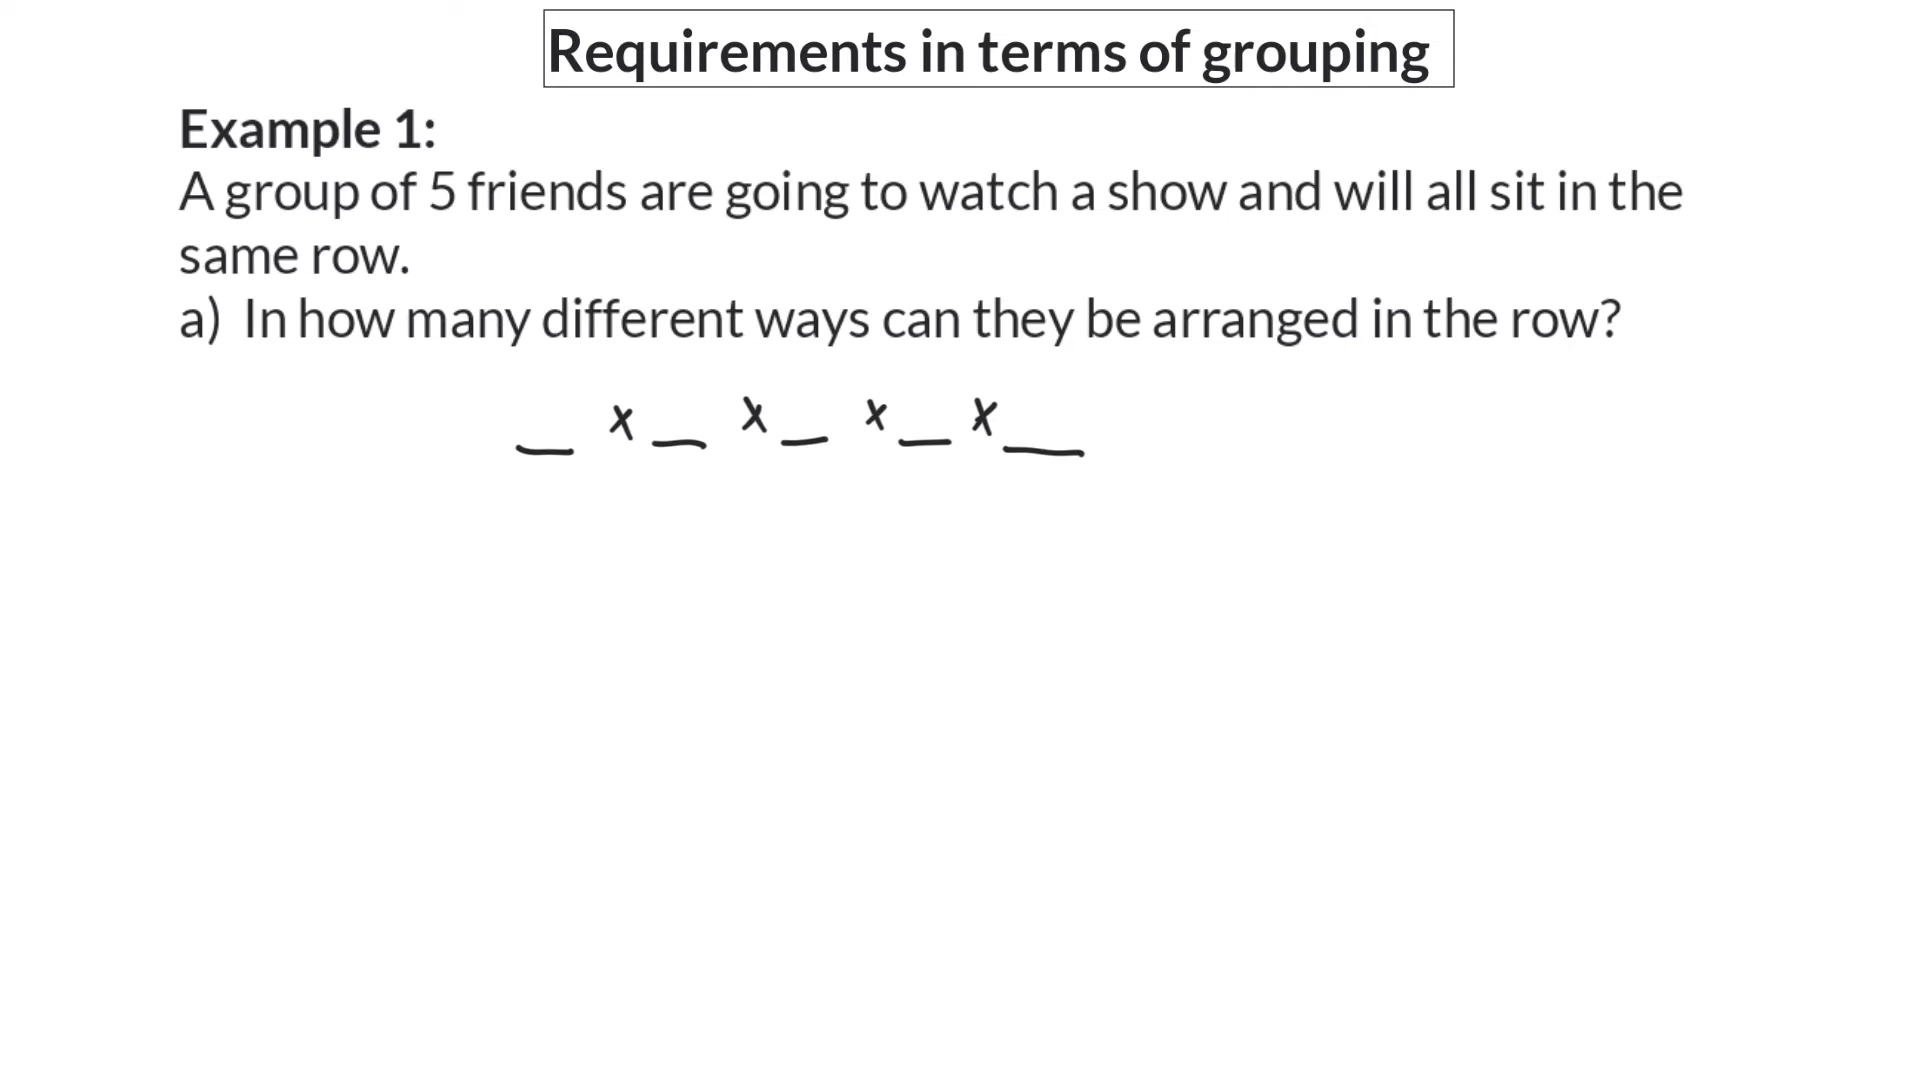 Requirements in terms of grouping
Example 1:
A group of 5 friends are going to watch a show and will all sit in the
same row.
a) In how many different ways can they be arranged in the row?
_ x _ x _ x _ x _